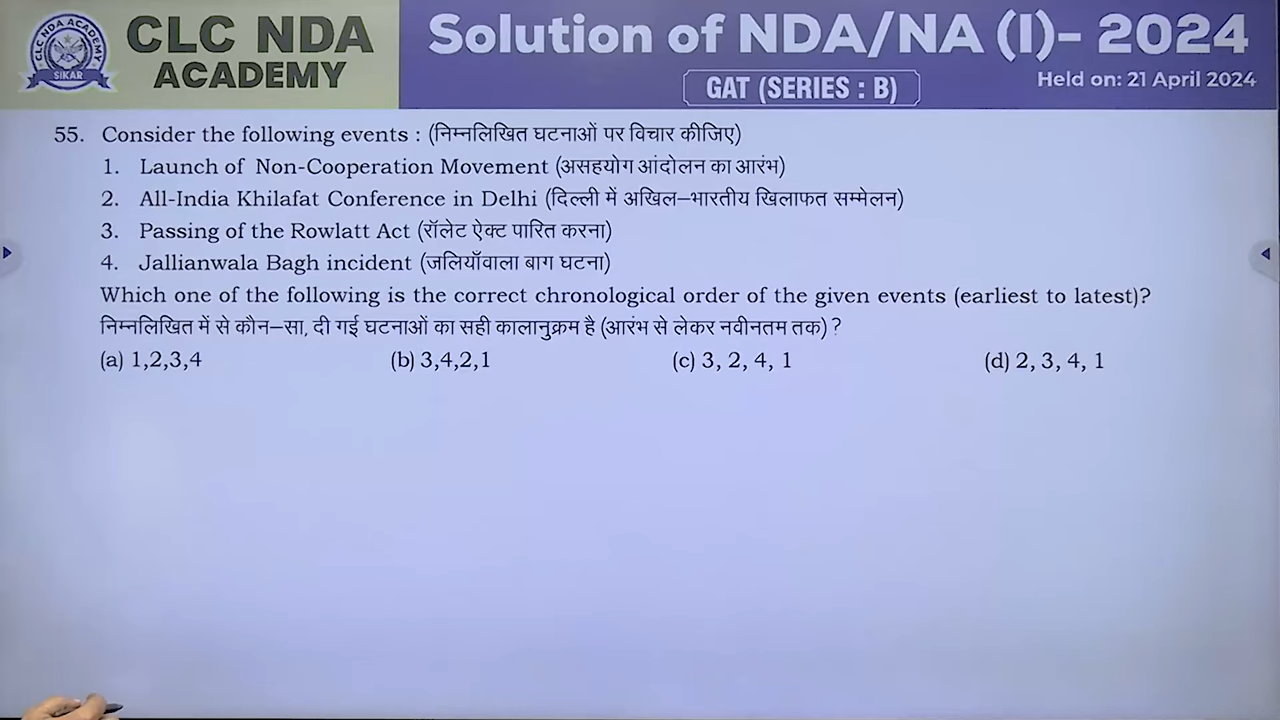 CLC NDA ACADEMY
SIKAR
CLC NDA
ACADEMY
Solution of NDA/NA (I)- 2024
GAT (SERIES : B)
Held on: 21 April 2024
55. Consider the following events : (निम्नलिखित घटनाओं पर विचार कीजिए)
1. Launch of Non-Cooperation Movement (असहयोग आंदोलन का आरंभ)
2. All-India Khilafat Conference in Delhi (दिल्ली में अखिल–भारतीय खिलाफत सम्मेलन)
3. Passing of the Rowlatt Act (रॉलेट ऐक्ट पारित करना)
4. Jallianwala Bagh incident (जलियाँवाला बाग घटना)
Which one of the following is the correct chronological order of the given events (earliest to latest)?
निम्नलिखित में से कौन–सा, दी गई घटनाओं का सही कालानुक्रम है (आरंभ से लेकर नवीनतम तक) ?
(a) 1,2,3,4 (b) 3,4,2,1 (c) 3, 2, 4, 1 (d) 2, 3, 4, 1